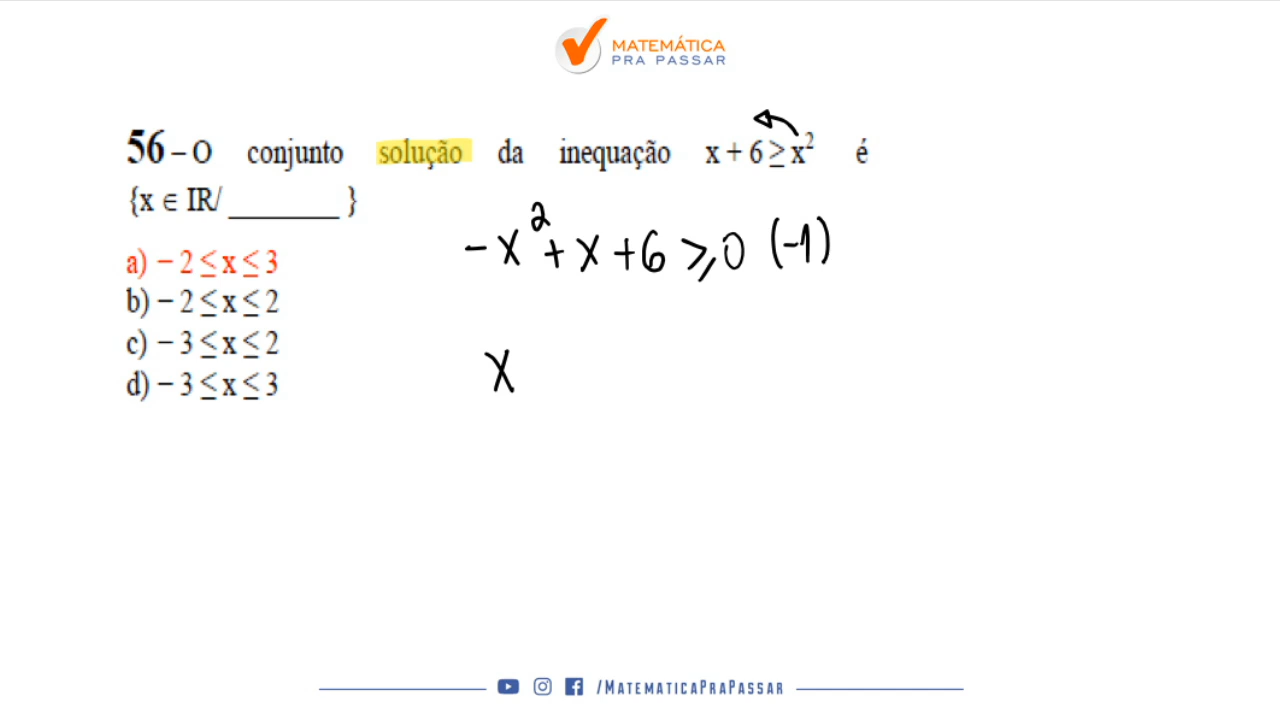 MATEMÁTICA
PRA PASSAR
56 – O conjunto solução da inequação x + 6 ≥ x² é
{x ∈ IR/ ________ }
a) – 2 ≤ x ≤ 3
b) – 2 ≤ x ≤ 2
c) – 3 ≤ x ≤ 2
d) – 3 ≤ x ≤ 3
-x² + x + 6 ≥ 0 (-1)
x
/MATEMATICAPRAPASSAR